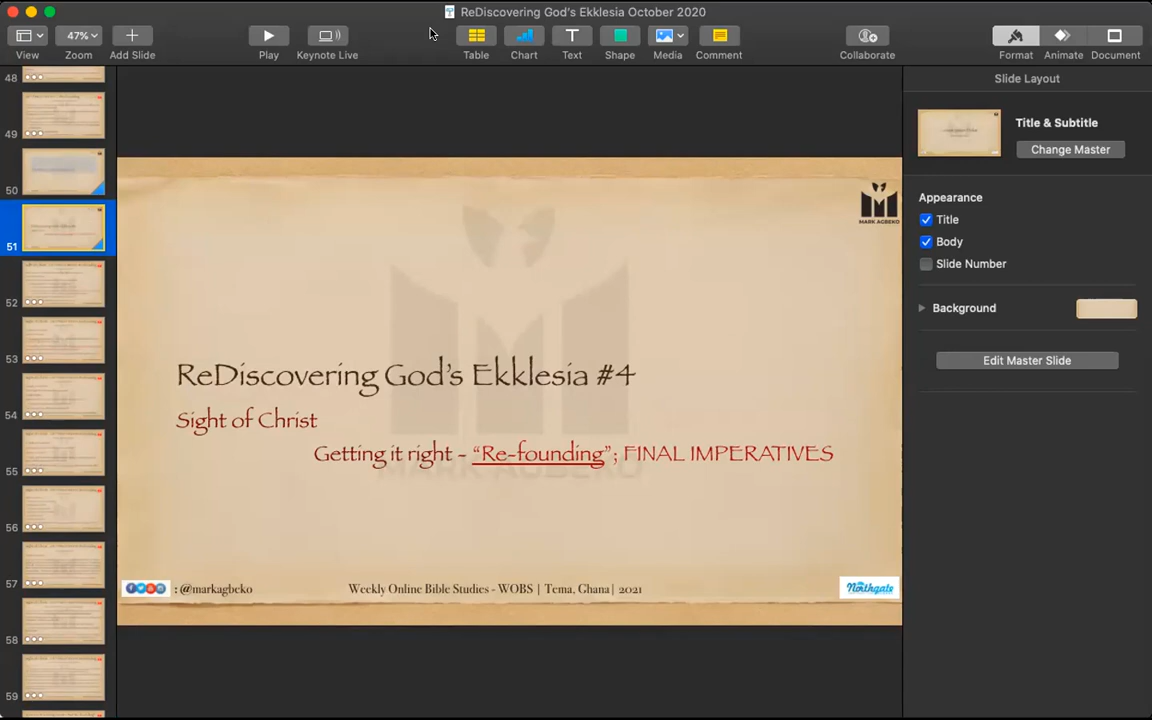 ReDiscovering God's Ekklesia October 2020
View
47%
Zoom
Add Slide
Play
Keynote Live
Table
Chart
Text
Shape
Media
Comment
Collaborate
Format
Animate
Document
Slide Layout
Title & Subtitle
Change Master
Appearance
Title
Body
Slide Number
Background
Edit Master Slide
48
49
50
51
52
53
54
55
56
57
58
59
MARK AGBEKO
ReDiscovering God's Ekklesia #4
Sight of Christ
Getting it right - "Re-founding"; FINAL IMPERATIVES
MARK AGBEKO
: @markagbeko
Weekly Online Bible Studies - WOBS | Tema, Ghana | 2021
The Northgate